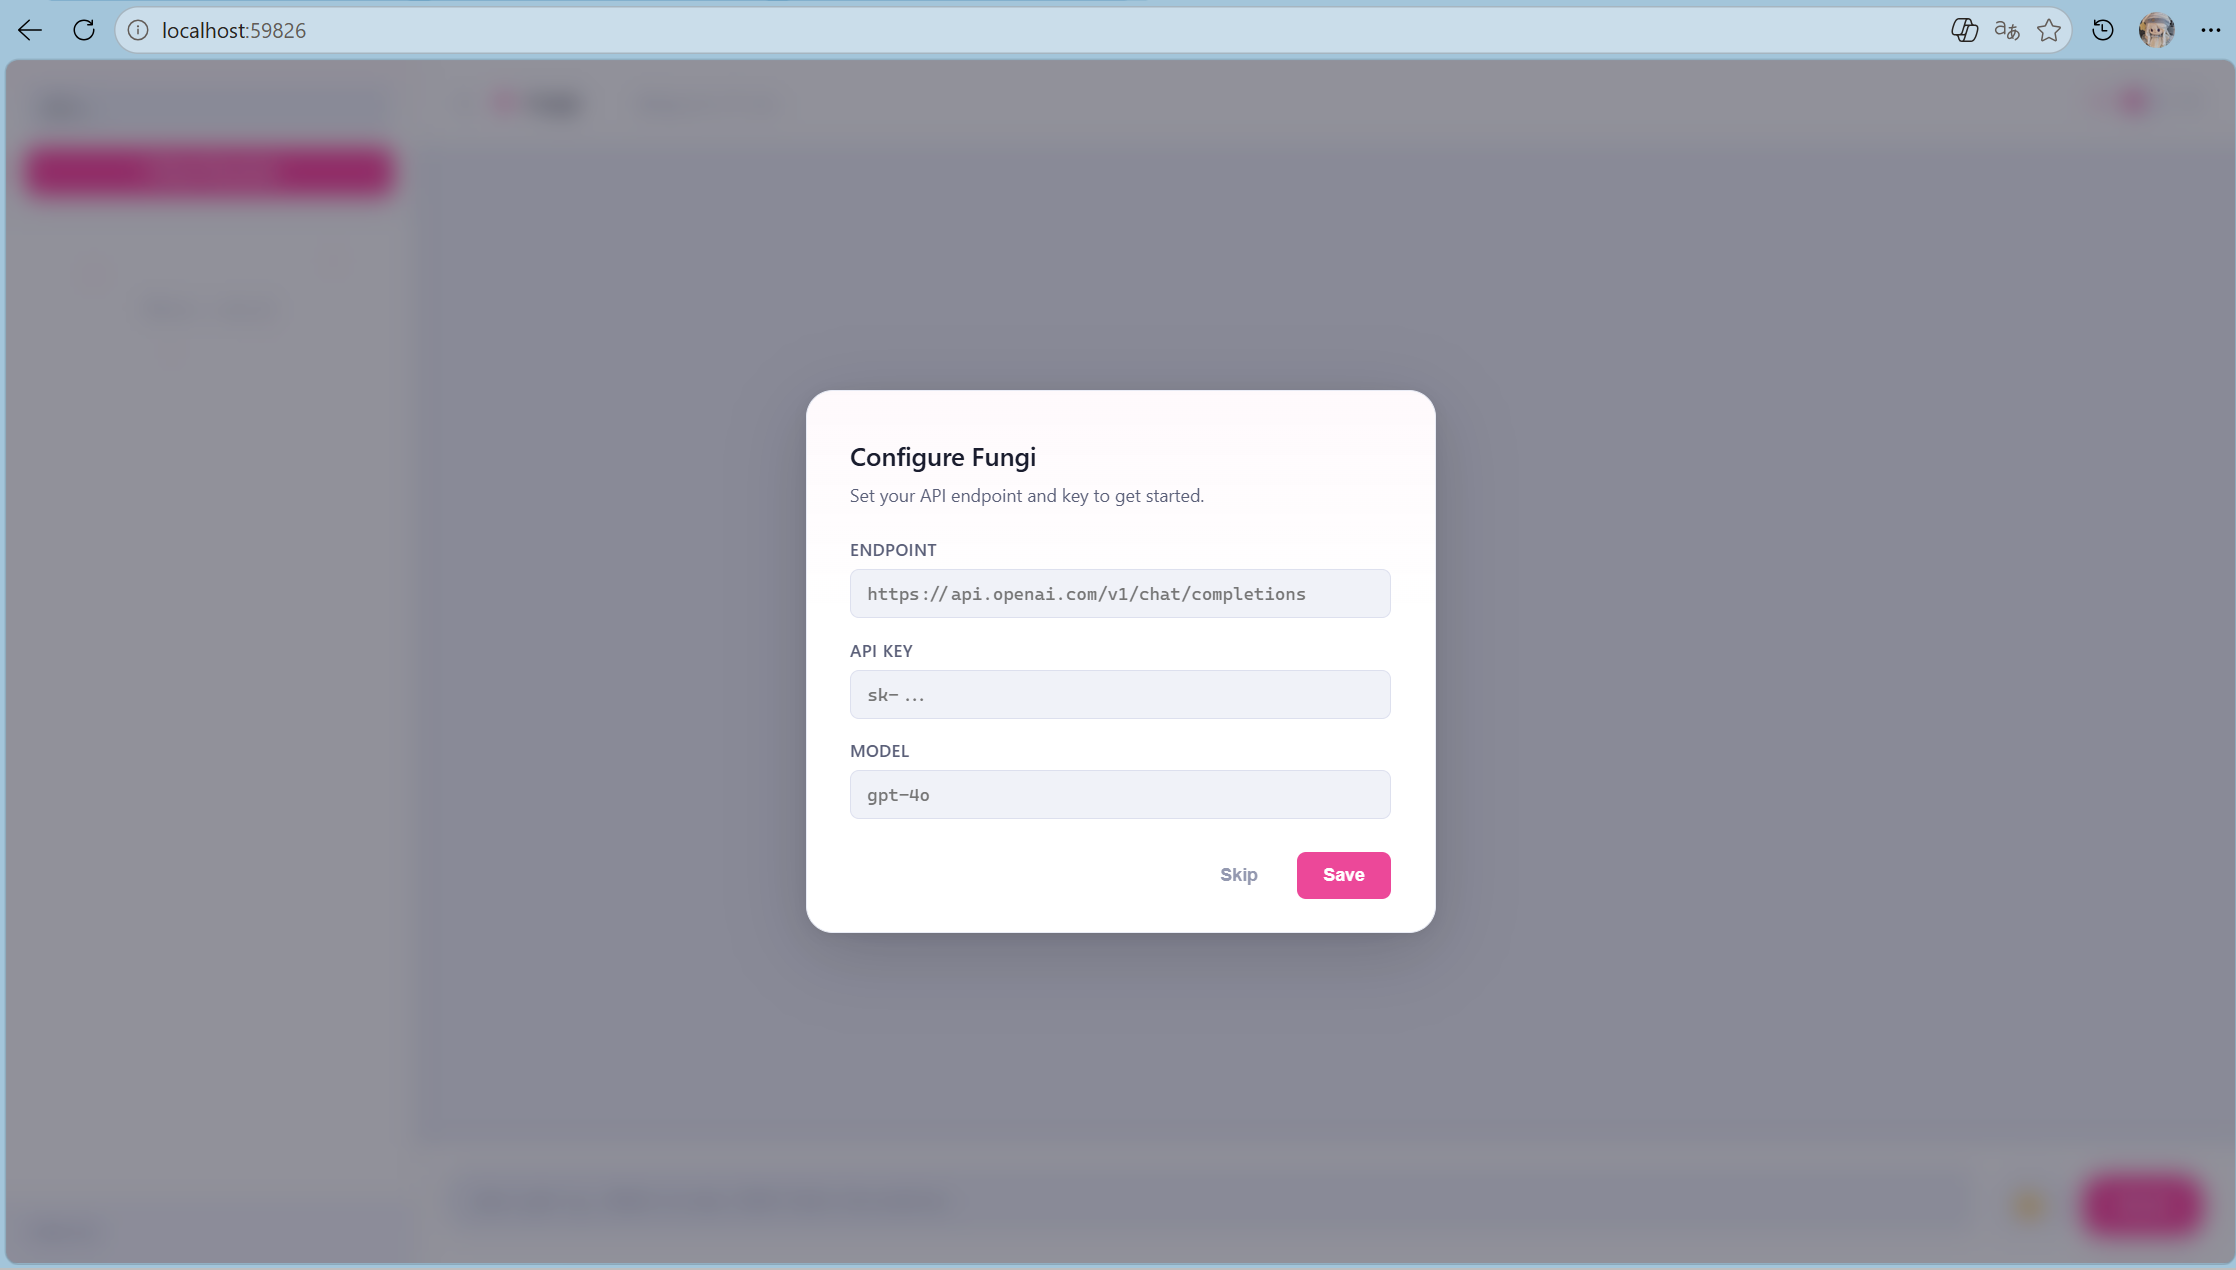 localhost:59826
Configure Fungi
Set your API endpoint and key to get started.
ENDPOINT
https://api.openai.com/v1/chat/completions
API KEY
sk-...
MODEL
gpt-4o
Skip
Save